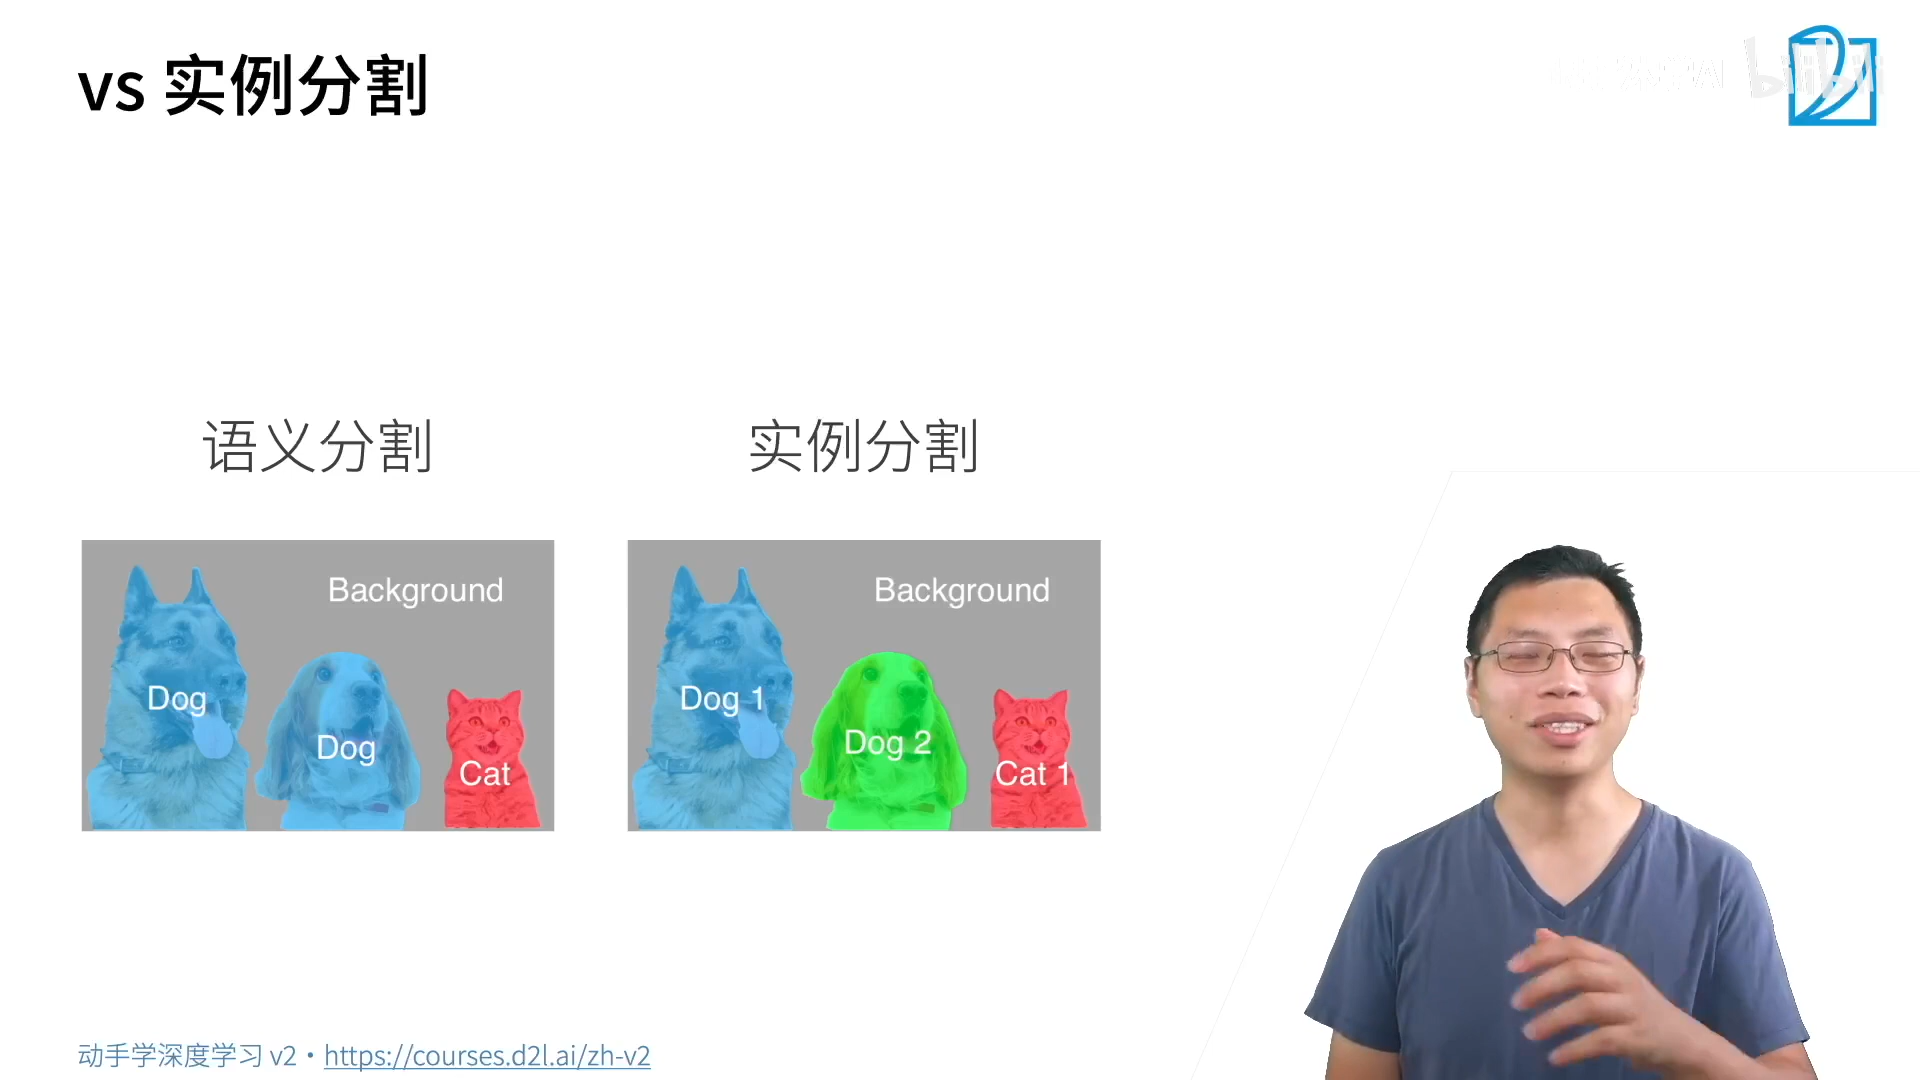 vs 实例分割
bilibili
语义分割
实例分割
Background
Dog
Dog
Cat
Background
Dog 1
Dog 2
Cat 1
动手学深度学习 v2 • https://courses.d2l.ai/zh-v2